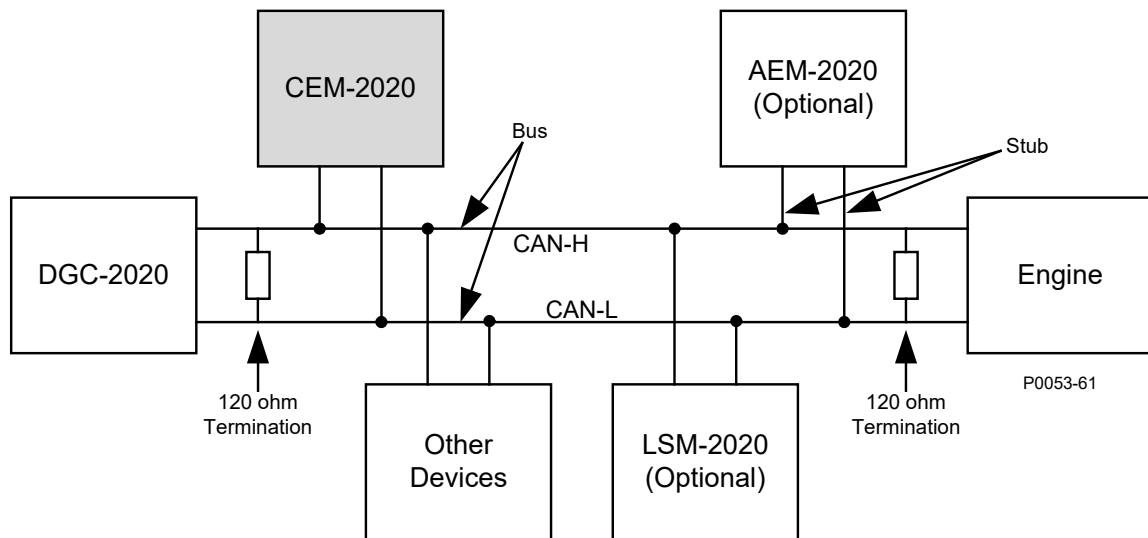 CEM-2020
AEM-2020
(Optional)
Bus
Stub
DGC-2020
CAN-H
Engine
CAN-L
P0053-61
120 ohm
Termination
120 ohm
Termination
Other
Devices
LSM-2020
(Optional)